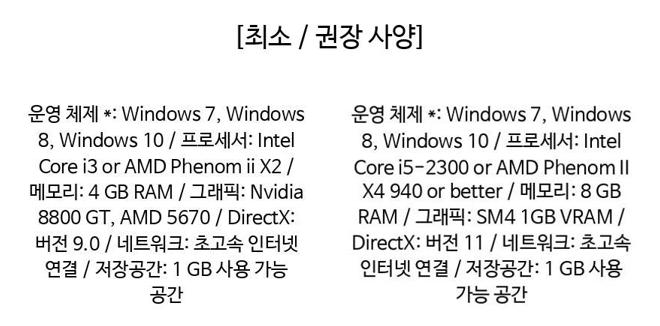 [최소 / 권장 사양]
운영 체제 *: Windows 7, Windows
8, Windows 10 / 프로세서: Intel
Core i3 or AMD Phenom ii X2 /
메모리: 4 GB RAM / 그래픽: Nvidia
8800 GT, AMD 5670 / DirectX:
버전 9.0 / 네트워크: 초고속 인터넷
연결 / 저장공간: 1 GB 사용 가능
공간
운영 체제 *: Windows 7, Windows
8, Windows 10 / 프로세서: Intel
Core i5-2300 or AMD Phenom II
X4 940 or better / 메모리: 8 GB
RAM / 그래픽: SM4 1GB VRAM /
DirectX: 버전 11 / 네트워크: 초고속
인터넷 연결 / 저장공간: 1 GB 사용
가능 공간